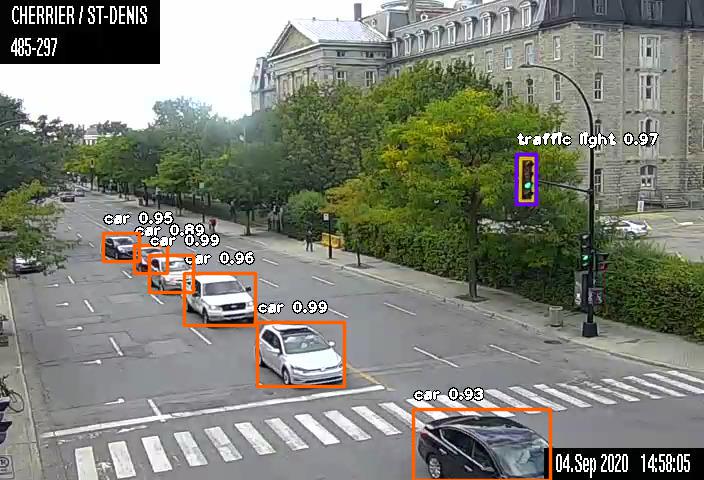 CHERRIER / ST-DENIS
485-297
traffic light 0.97
car 0.95
car 0.89
car 0.99
car 0.96
car 0.99
car 0.93
04.Sep 2020 14:58:05